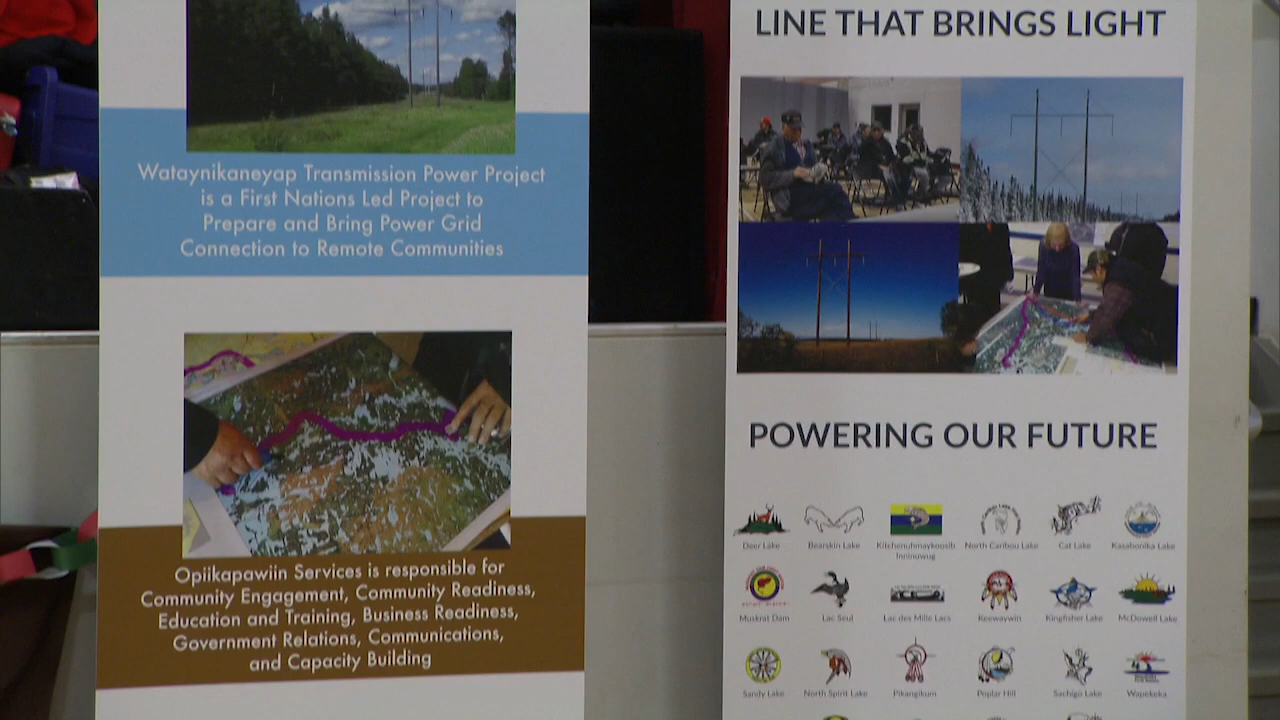 Wataynikaneyap Transmission Power Project
is a First Nations Led Project to
Prepare and Bring Power Grid
Connection to Remote Communities
Opiikapawiin Services is responsible for
Community Engagement, Community Readiness,
Education and Training, Business Readiness,
Government Relations, Communications,
and Capacity Building
LINE THAT BRINGS LIGHT
POWERING OUR FUTURE
Deer Lake
Bearskin Lake
Kitchenuhmaykoosib
Inninuwug
North Caribou Lake
Cat Lake
Kasabonika Lake
Muskrat Dam
Lac Seul
Lac des Mille Lacs
Keewaywin
Kingfisher Lake
McDowell Lake
Sandy Lake
North Spirit Lake
Pikangikum
Poplar Hill
Sachigo Lake
Wapekeka